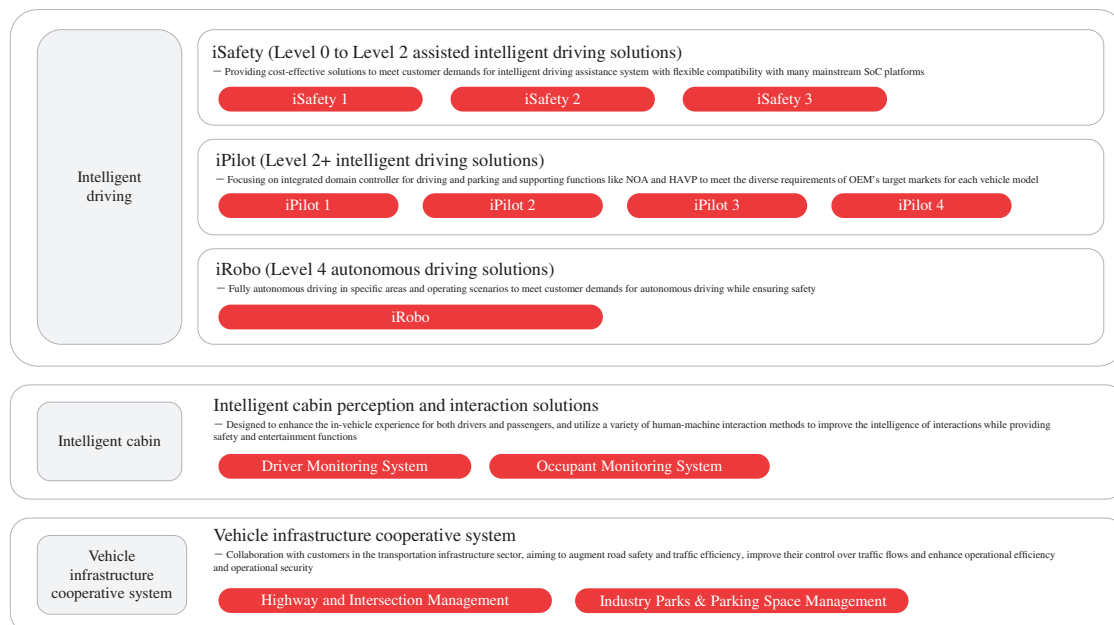 Intelligent
driving
iSafety (Level 0 to Level 2 assisted intelligent driving solutions)
— Providing cost-effective solutions to meet customer demands for intelligent driving assistance system with flexible compatibility with many mainstream SoC platforms
iSafety 1
iSafety 2
iSafety 3
iPilot (Level 2+ intelligent driving solutions)
— Focusing on integrated domain controller for driving and parking and supporting functions like NOA and HAVP to meet the diverse requirements of OEM's target markets for each vehicle model
iPilot 1
iPilot 2
iPilot 3
iPilot 4
iRobo (Level 4 autonomous driving solutions)
— Fully autonomous driving in specific areas and operating scenarios to meet customer demands for autonomous driving while ensuring safety
iRobo
Intelligent cabin
Intelligent cabin perception and interaction solutions
— Designed to enhance the in-vehicle experience for both drivers and passengers, and utilize a variety of human-machine interaction methods to improve the intelligence of interactions while providing
safety and entertainment functions
Driver Monitoring System
Occupant Monitoring System
Vehicle
infrastructure
cooperative system
Vehicle infrastructure cooperative system
— Collaboration with customers in the transportation infrastructure sector, aiming to augment road safety and traffic efficiency, improve their control over traffic flows and enhance operational efficiency
and operational security
Highway and Intersection Management
Industry Parks & Parking Space Management